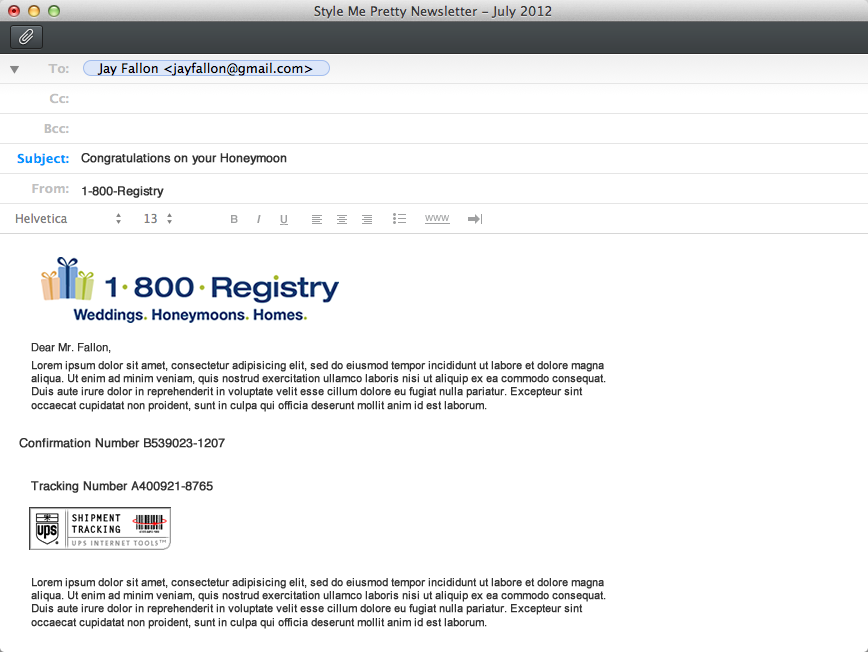 Style Me Pretty Newsletter – July 2012
To: Jay Fallon <jayfallon@gmail.com>
Cc:
Bcc:
Subject: Congratulations on your Honeymoon
From: 1-800-Registry
Helvetica 13 B I U www
1·800·Registry
Weddings. Honeymoons. Homes.
Dear Mr. Fallon,
Lorem ipsum dolor sit amet, consectetur adipisicing elit, sed do eiusmod tempor incididunt ut labore et dolore magna
aliqua. Ut enim ad minim veniam, quis nostrud exercitation ullamco laboris nisi ut aliquip ex ea commodo consequat.
Duis aute irure dolor in reprehenderit in voluptate velit esse cillum dolore eu fugiat nulla pariatur. Excepteur sint
occaecat cupidatat non proident, sunt in culpa qui officia deserunt mollit anim id est laborum.
Confirmation Number B539023-1207
Tracking Number A400921-8765
ups
SHIPMENT
TRACKING
UPS INTERNET TOOLS™
Lorem ipsum dolor sit amet, consectetur adipisicing elit, sed do eiusmod tempor incididunt ut labore et dolore magna
aliqua. Ut enim ad minim veniam, quis nostrud exercitation ullamco laboris nisi ut aliquip ex ea commodo consequat.
Duis aute irure dolor in reprehenderit in voluptate velit esse cillum dolore eu fugiat nulla pariatur. Excepteur sint
occaecat cupidatat non proident, sunt in culpa qui officia deserunt mollit anim id est laborum.